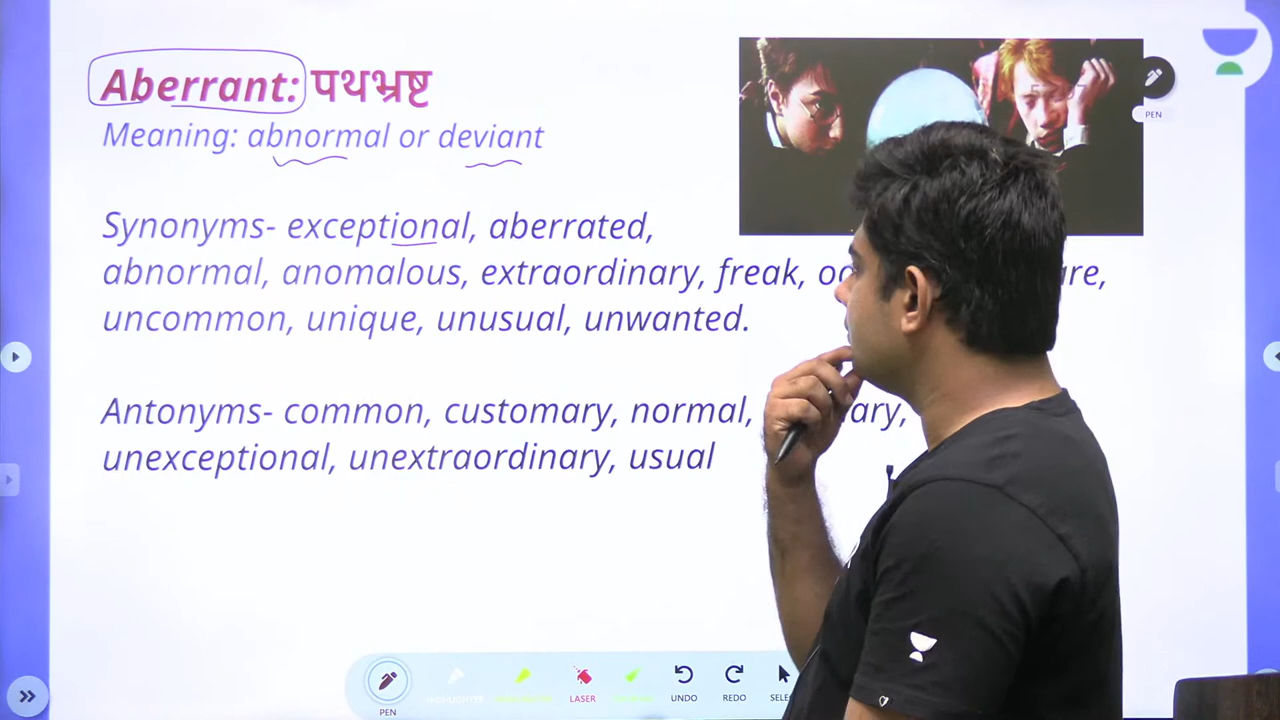 Aberrant: पथभ्रष्ट
Meaning: abnormal or deviant
PEN
Synonyms- exceptional, aberrated,
abnormal, anomalous, extraordinary, freak,
uncommon, unique, unusual, unwanted.
Antonyms- common, customary, normal,
unexceptional, unextraordinary, usual
PEN
HIGHLIGHTER
LASER
UNDO
REDO